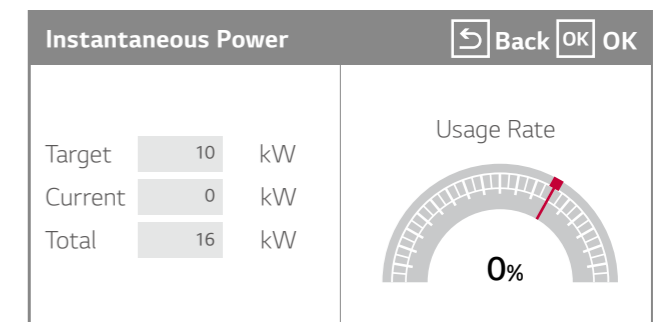 Instantaneous Power Back OK OK
Usage Rate
Target 10 kW
Current 0 kW
Total 16 kW
0%